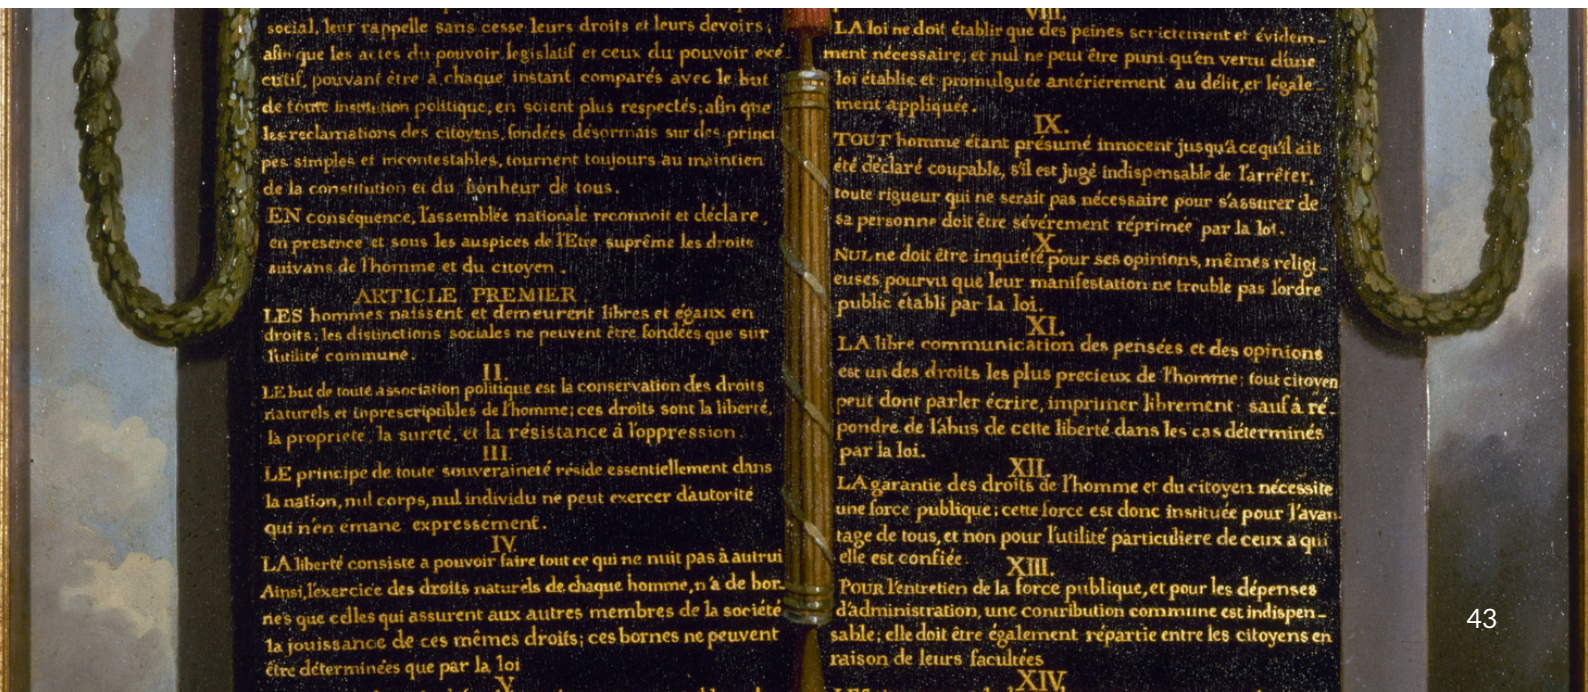 social, leur rappelle sans cesse leurs droits et leurs devoirs;
afin que les actes du pouvoir legislatif et ceux du pouvoir exé
cutif, pouvant être a chaque instant comparés avec le but
de toute institution politique, en soient plus respectés; afin que
les reclamations des citoyens, fondées désormais sur des princi
pes simples et incontestables, tournent toujours au maintien
de la constitution et du bonheur de tous.
EN conséquence, l'assemblée nationale reconnoit et déclare,
en presence et sous les auspices de l'Etre suprême les droits
suivans de l'homme et du citoyen.
ARTICLE PREMIER.
LES hommes naissent et demeurent libres et égaux en
droits; les distinctions sociales ne peuvent être fondées que sur
l'utilité commune.
II.
LE but de toute association politique est la conservation des droits
naturels et inprescriptibles de l'homme; ces droits sont la liberté,
la propriete, la sureté, et la résistance à l'oppression.
III.
LE principe de toute souveraineté réside essentiellement dans
la nation, nul corps, nul individu ne peut exercer d'autorité
qui n'en émane expressément.
IV.
LA liberté consiste a pouvoir faire tout ce qui ne nuit pas à autrui
Ainsi, l'exercice des droits naturels de chaque homme, n'a de bor-
nes que celles qui assurent aux autres membres de la société
la jouissance de ces mêmes droits; ces bornes ne peuvent
être déterminées que par la loi
V.
VIII.
LA loi ne doit établir que des peines strictement et évidem-
ment nécessaire, et nul ne peut être puni qu'en vertu d'une
loi établie et promulguée antérierement au délit, et légale-
ment appliquée.
IX.
TOUT homme étant présumé innocent jusqu'à ce qu'il ait
été déclaré coupable, s'il est jugé indispensable de l'arrêter,
toute rigueur qui ne serait pas nécessaire pour s'assurer de
sa personne doit être sévérement réprimée par la loi.
X.
NUL ne doit être inquiété pour ses opinions, mêmes religi-
euses pourvu que leur manifestation ne trouble pas l'ordre
public établi par la loi.
XI.
LA libre communication des pensées et des opinions
est un des droits les plus precieux de l'homme; tout citoyen
peut dont parler écrire, imprimer librement sauf à ré-
pondre de l'abus de cette liberté dans les cas déterminés
par la loi.
XII.
LA garantie des droits de l'homme et du citoyen nécessite
une force publique; cette force est donc instituée pour l'avan-
tage de tous, et non pour l'utilité particuliere de ceux a qui
elle est confiée
XIII.
POUR l'entretien de la force publique, et pour les dépenses
d'administration, une contribution commune est indispen-
sable; elle doit être également répartie entre les citoyens en
raison de leurs facultées
XIV.
43